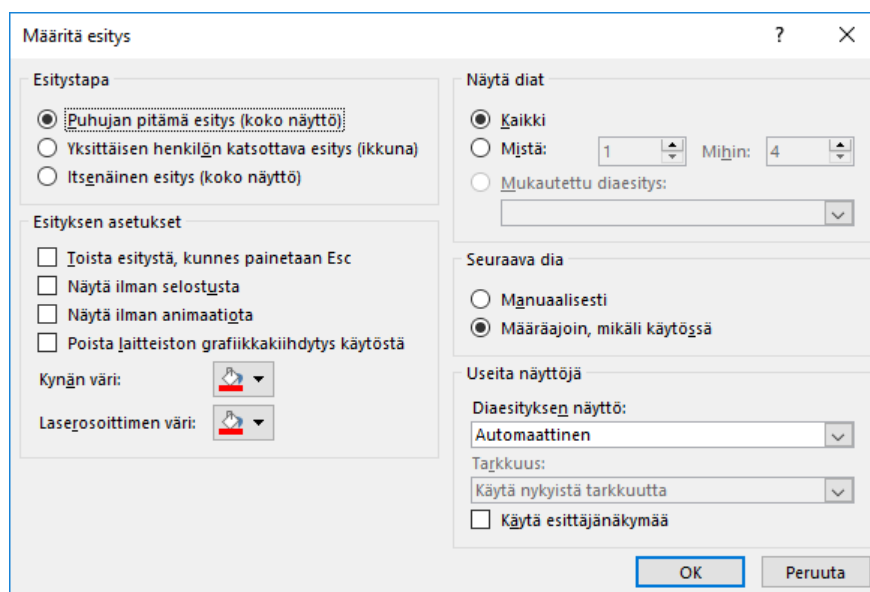 Määritä esitys
?
Esitystapa
Puhujan pitämä esitys (koko näyttö)
Yksittäisen henkilön katsottava esitys (ikkuna)
Itsenäinen esitys (koko näyttö)
Esityksen asetukset
Toista esitystä, kunnes painetaan Esc
Näytä ilman selostusta
Näytä ilman animaatiota
Poista laitteiston grafiikkakiihdytys käytöstä
Kynän väri:
Laserosoittimen väri:
Näytä diat
Kaikki
Mistä: 1 Mihin: 4
Mukautettu diaesitys:
Seuraava dia
Manuaalisesti
Määräajoin, mikäli käytössä
Useita näyttöjä
Diaesityksen näyttö:
Automaattinen
Tarkkuus:
Käytä nykyistä tarkkuutta
Käytä esittäjänäkymää
OK Peruuta